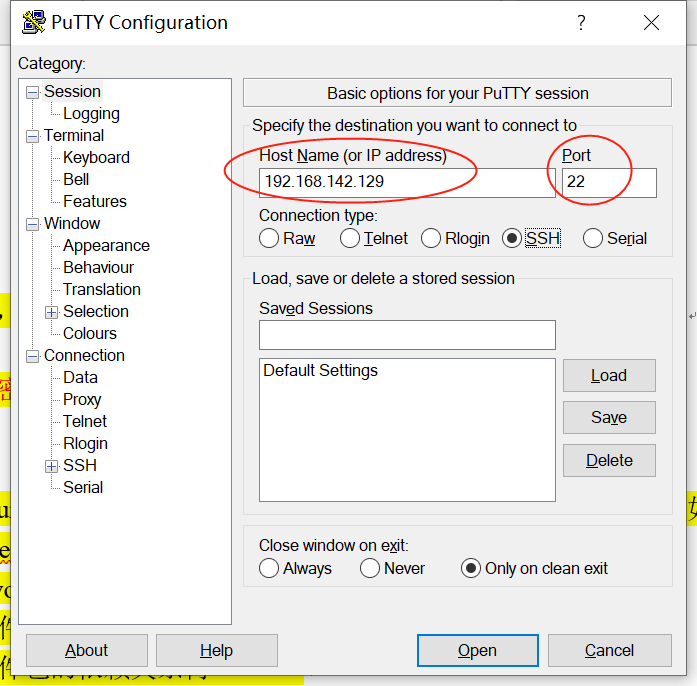 PuTTY Configuration
Category:
Session
Logging
Terminal
Keyboard
Bell
Features
Window
Appearance
Behaviour
Translation
Selection
Colours
Connection
Data
Proxy
Telnet
Rlogin
SSH
Serial
Basic options for your PuTTY session
Specify the destination you want to connect to
Host Name (or IP address) Port
192.168.142.129 22
Connection type:
Raw Telnet Rlogin SSH Serial
Load, save or delete a stored session
Saved Sessions
Default Settings
Load
Save
Delete
Close window on exit:
Always Never Only on clean exit
About Help Open Cancel